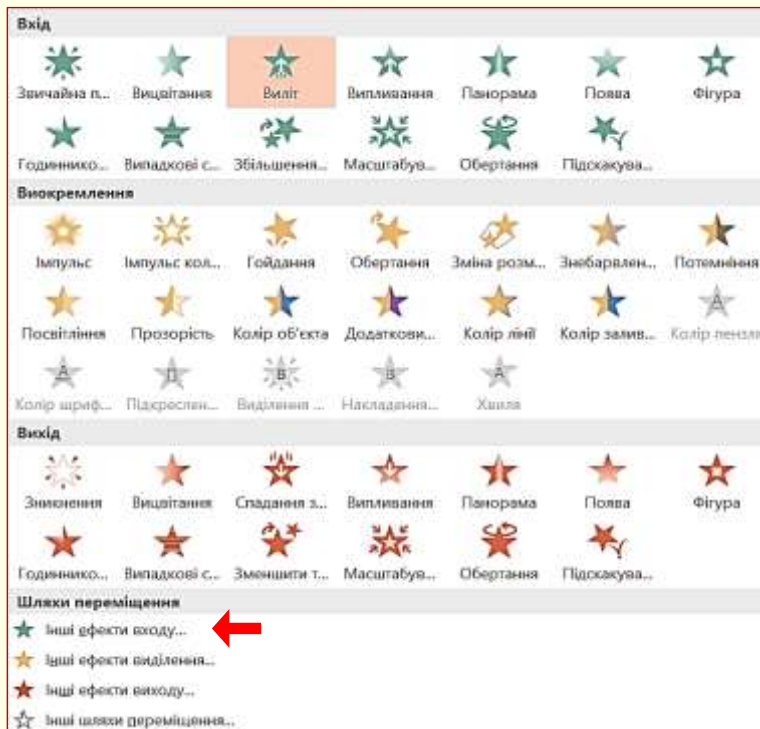 Вхід
Звичайна п... Вицвітання Виліт Випливання Панорама Поява Фігура
Годиннико... Випадкові с... Збільшення... Масштабув... Обертання Підскакува...
Виокремлення
Імпульс Імпульс кол... Гойдання Обертання Зміна розм... Знебарвлен... Потемніння
Посвітління Прозорість Колір об'єкта Додаткови... Колір лінії Колір залив... Колір пензля
Колір шриф... Підкреслен... Виділення ... Накладення... Хвиля
Вихід
Зникнення Вицвітання Спадання з... Випливання Панорама Поява Фігура
Годиннико... Випадкові с... Зменшити т... Масштабув... Обертання Підскакува...
Шляхи переміщення
Інші ефекти входу...
Інші ефекти виділення...
Інші ефекти виходу...
Інші шляхи переміщення...